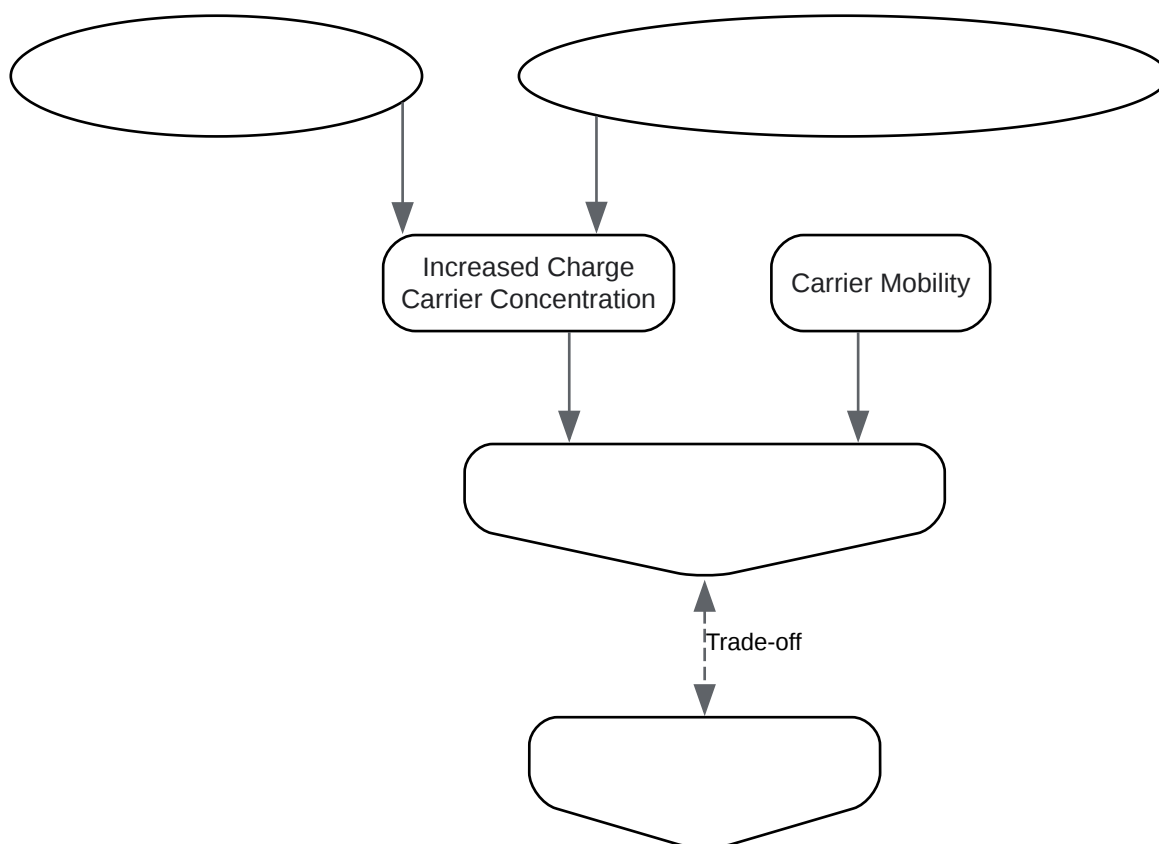 Increased Charge
Carrier Concentration
Carrier Mobility
Trade-off